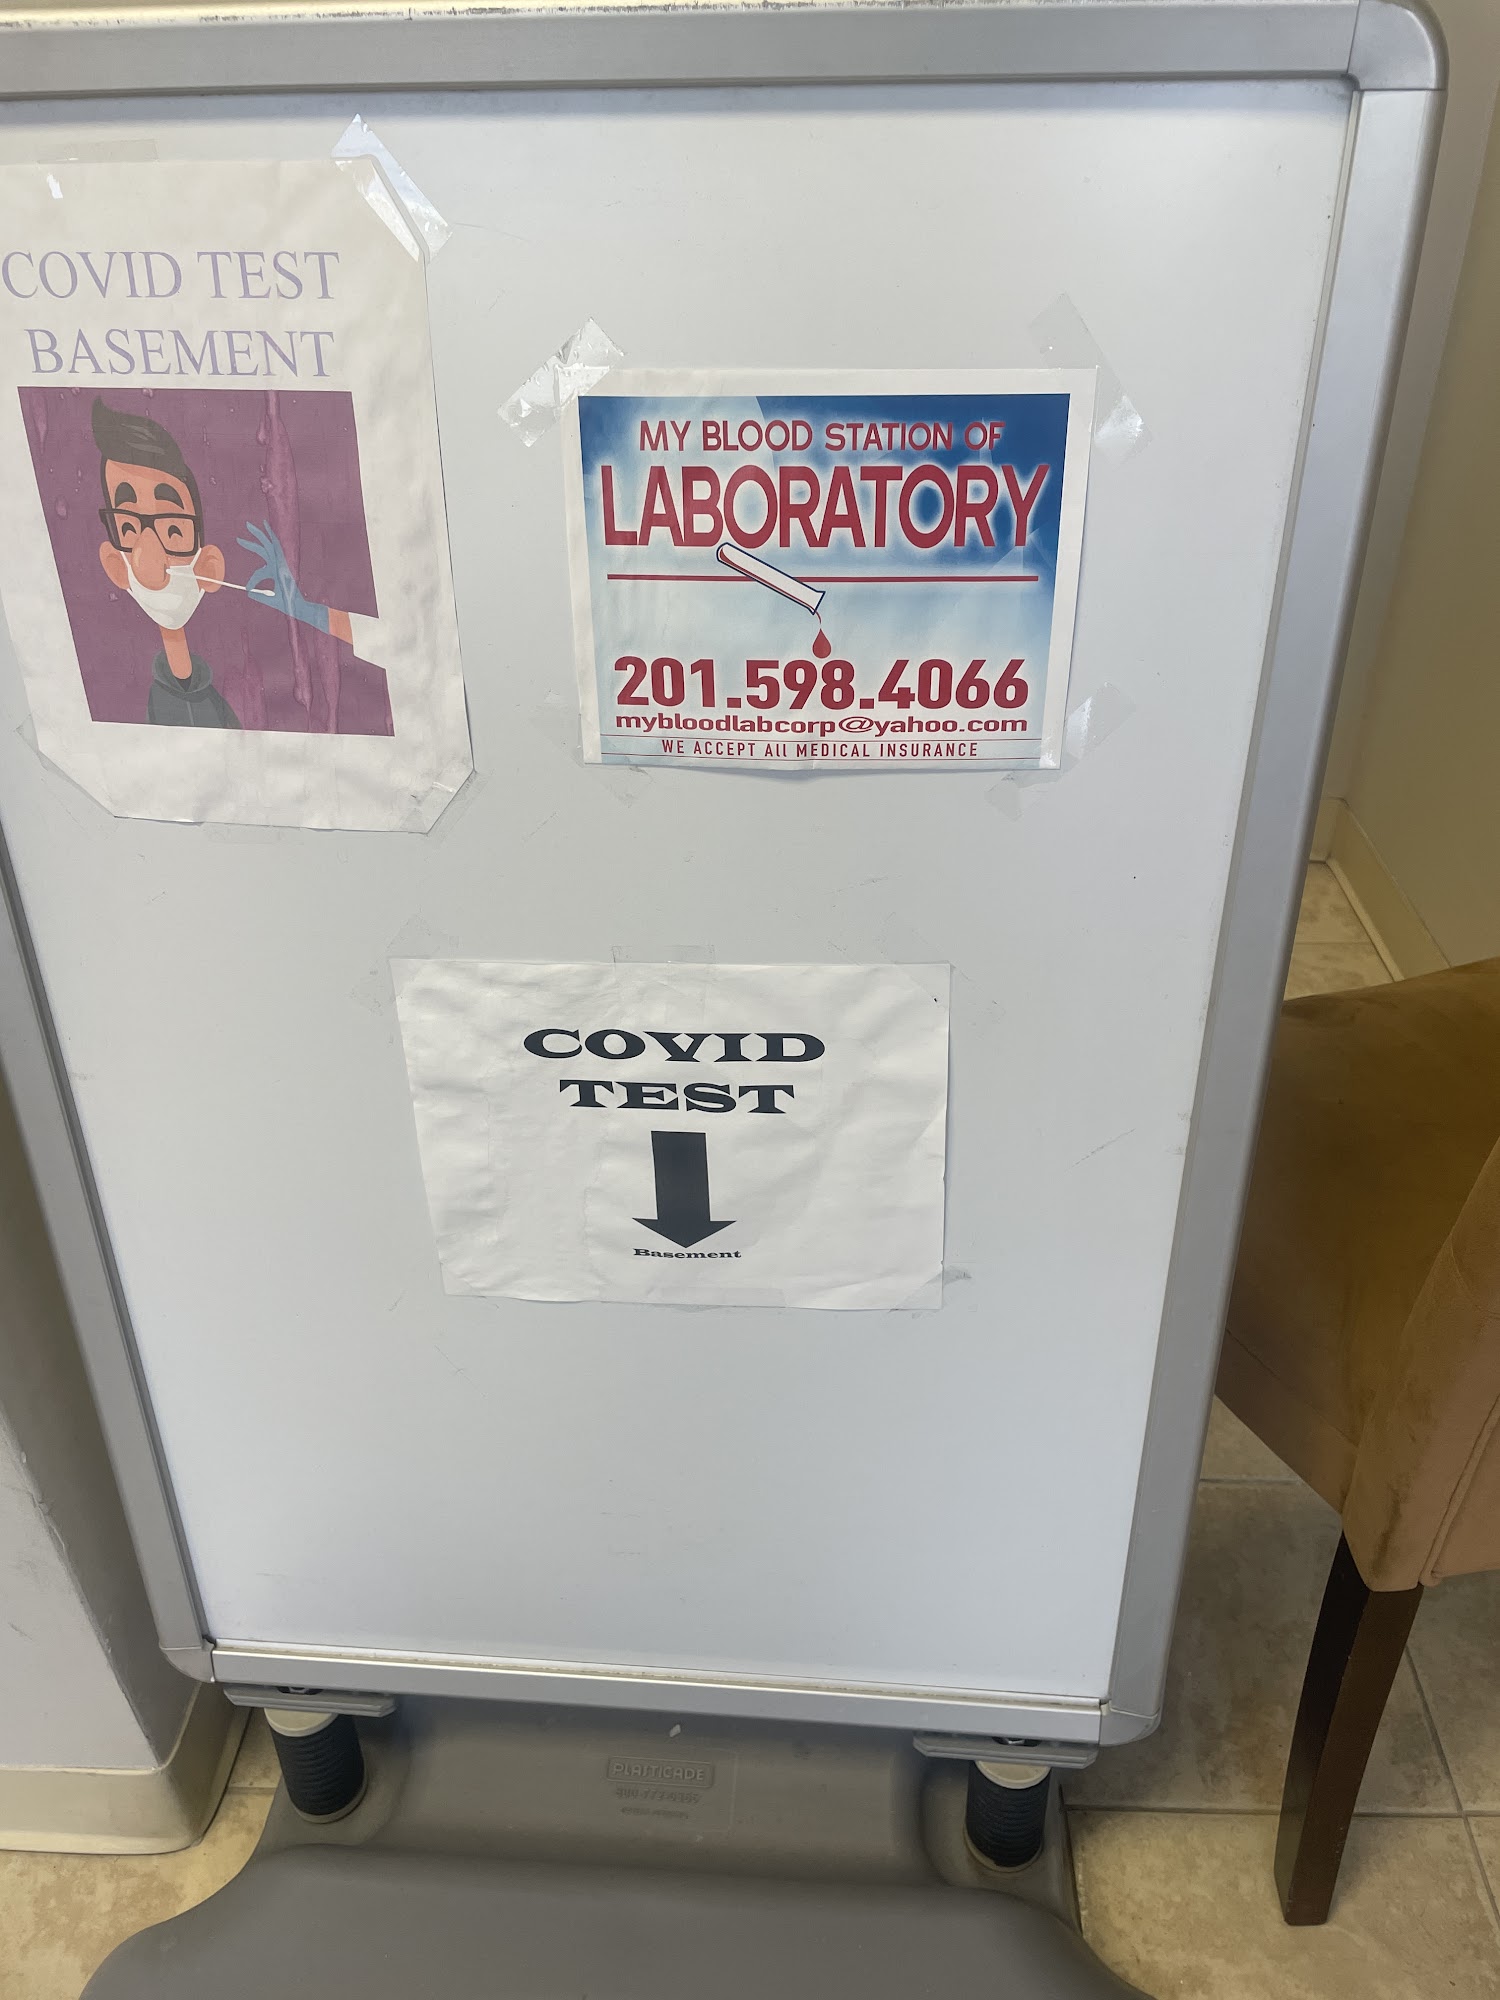 COVID TEST
BASEMENT
MY BLOOD STATION OF
LABORATORY
201.598.4066
mybloodlabcorp@yahoo.com
WE ACCEPT All MEDICAL INSURANCE
COVID
TEST
Basement
PLASTICADE